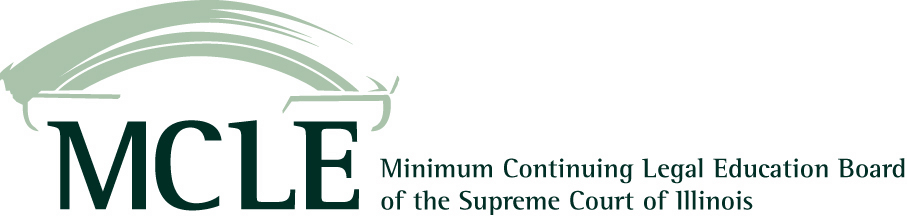 MCLE
Minimum Continuing Legal Education Board
of the Supreme Court of Illinois